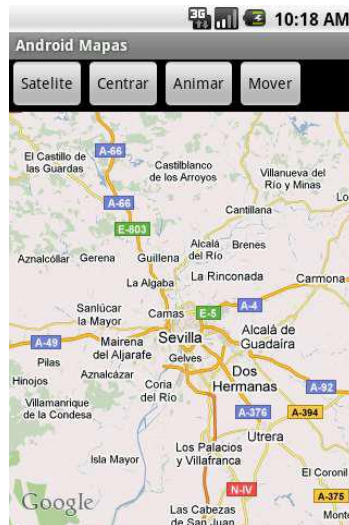 3G 10:18 AM
Android Mapas
Satelite Centrar Animar Mover
El Castillo de
las Guardas
A-66
Castilblanco
de los Arroyos
Villanueva del
Río y Minas
A-66
Cantillana
Lo
E-803
Aznalcóllar Gerena Guillena
Alcalá
del Río
Brenes
La Algaba
La Rinconada
Carmona
Sanlúcar
la Mayor
Camas
E-5
A-4
A-49
Mairena
del Aljarafe
Sevilla
Alcalá de
Guadaíra
Pilas
Gelves
Hinojos
Aznalcázar
Coria
del Río
Dos
Hermanas
A-92
Villamanrique
de la Condesa
A-376
A-394
Utrera
Isla Mayor
Los Palacios
y Villafranca
El Coronil
N-IV
A-375
Google
Las Cabezas
de San Juan
Monte